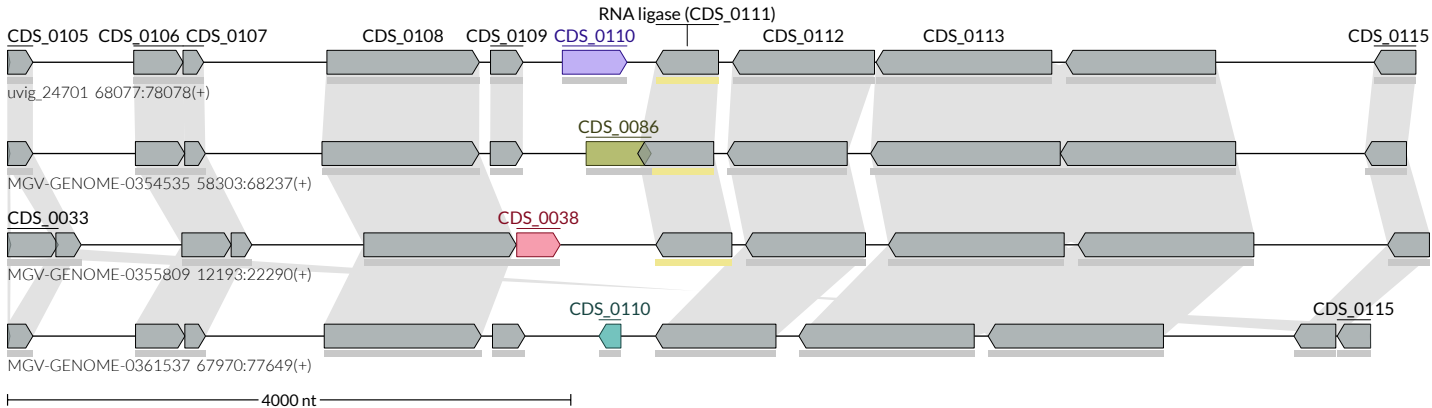 RNA ligase (CDS_0111)
CDS_0105 CDS_0106 CDS_0107 CDS_0108 CDS_0109 CDS_0110 CDS_0112 CDS_0113 CDS_0115
uvig_24701 68077:78078(+)
CDS_0086
MGV-GENOME-0354535 58303:68237(+)
CDS_0033 CDS_0038
MGV-GENOME-0355809 12193:22290(+)
CDS_0110 CDS_0115
MGV-GENOME-0361537 67970:77649(+)
4000 nt